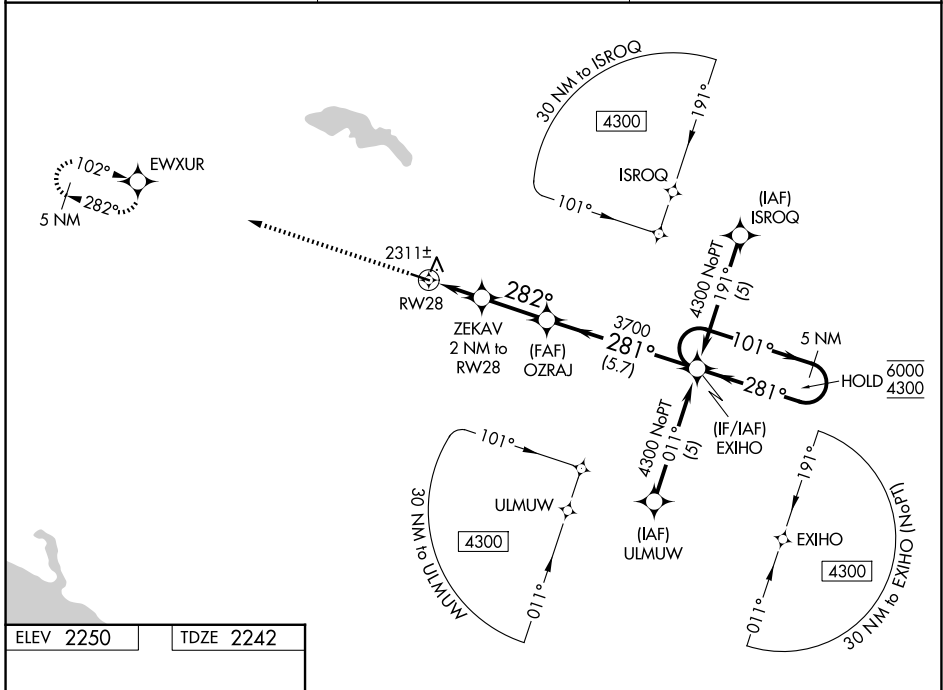 30 NM to ISROQ
4300
191°
ISROQ
101°
EWXUR
102°
282°
5 NM
(IAF)
ISROQ
4300 NoPT
191°
(5)
2311±
RW28
282°
ZEKAV
2 NM to
RW28
(FAF)
OZRAJ
3700
281°
(5.7)
101°
5 NM
281°
HOLD
6000
4300
(IF/IAF)
EXIHO
4300 NoPT
011°
(5)
(IAF)
ULMUW
101°
ULMUW
4300
011°
30 NM to ULMUW
191°
EXIHO
4300
011°
30 NM to EXIHO (NoPT)
ELEV 2250
TDZE 2242